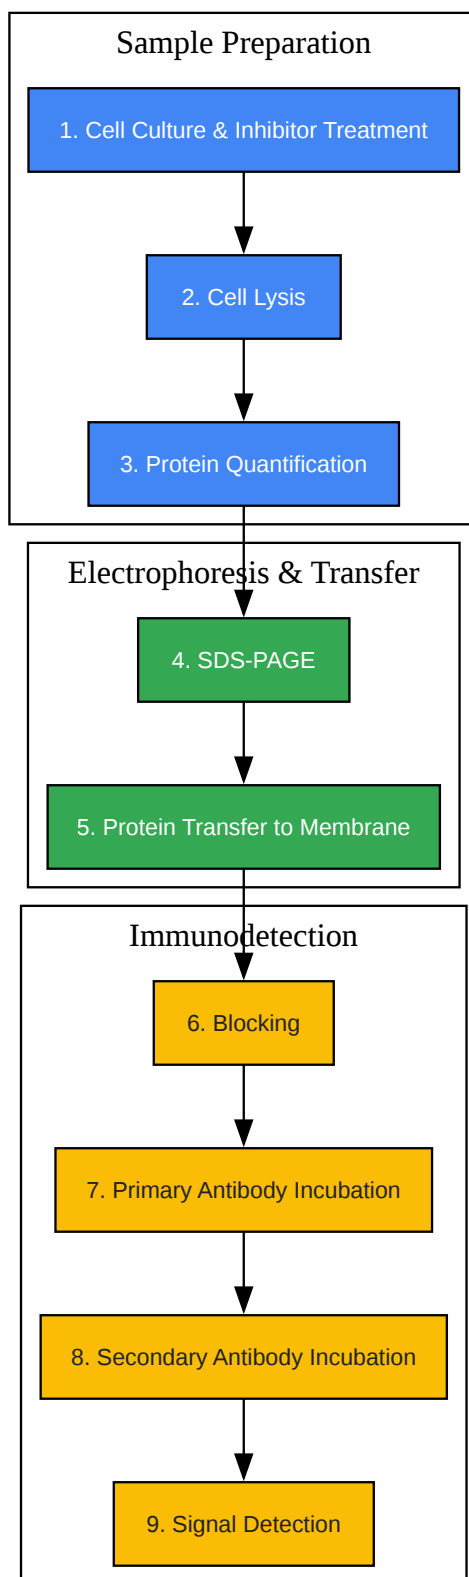 Sample Preparation
1. Cell Culture & Inhibitor Treatment
2. Cell Lysis
3. Protein Quantification
Electrophoresis & Transfer
4. SDS-PAGE
5. Protein Transfer to Membrane
Immunodetection
6. Blocking
7. Primary Antibody Incubation
8. Secondary Antibody Incubation
9. Signal Detection